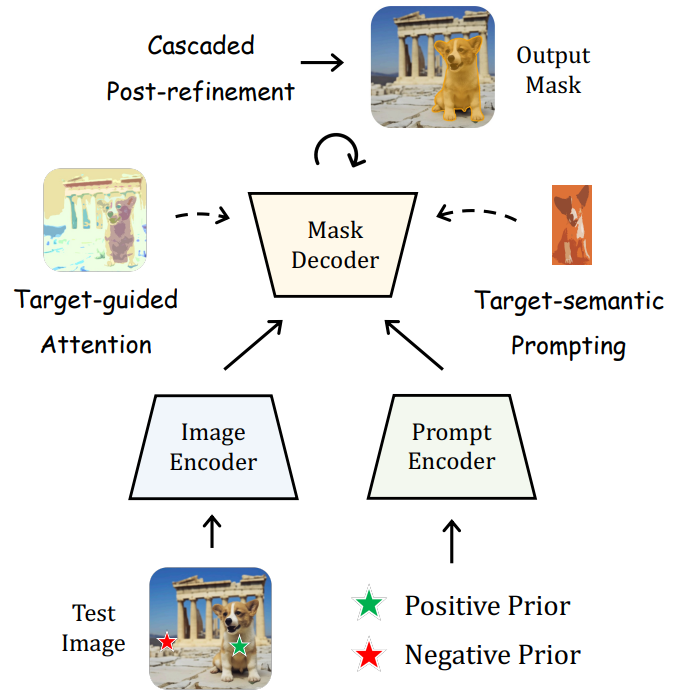 Cascaded
Post-refinement
Output
Mask
Mask
Decoder
Target-guided
Attention
Target-semantic
Prompting
Image
Encoder
Prompt
Encoder
Test
Image
Positive Prior
Negative Prior